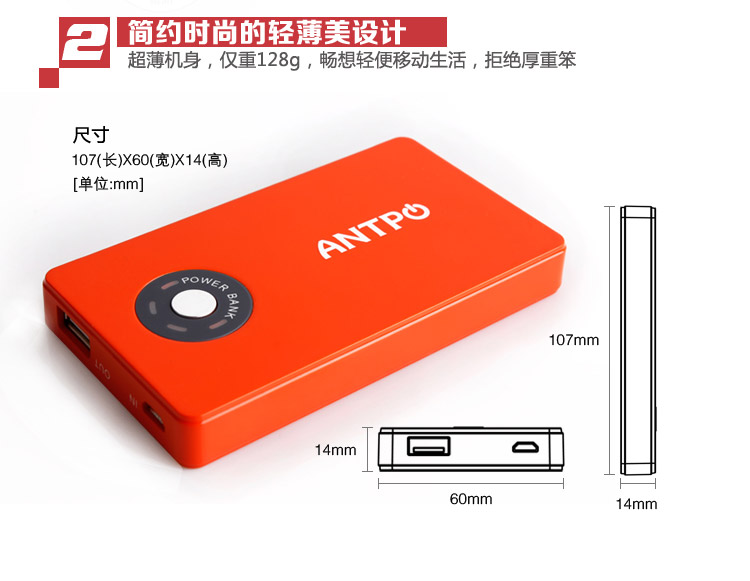 2 简约时尚的轻薄美设计
超薄机身，仅重128g，畅想轻便移动生活，拒绝厚重笨
尺寸
107(长)X60(宽)X14(高)
[单位:mm]
ANTPO
POWER BANK
OUT
IN
107mm
14mm
60mm
14mm